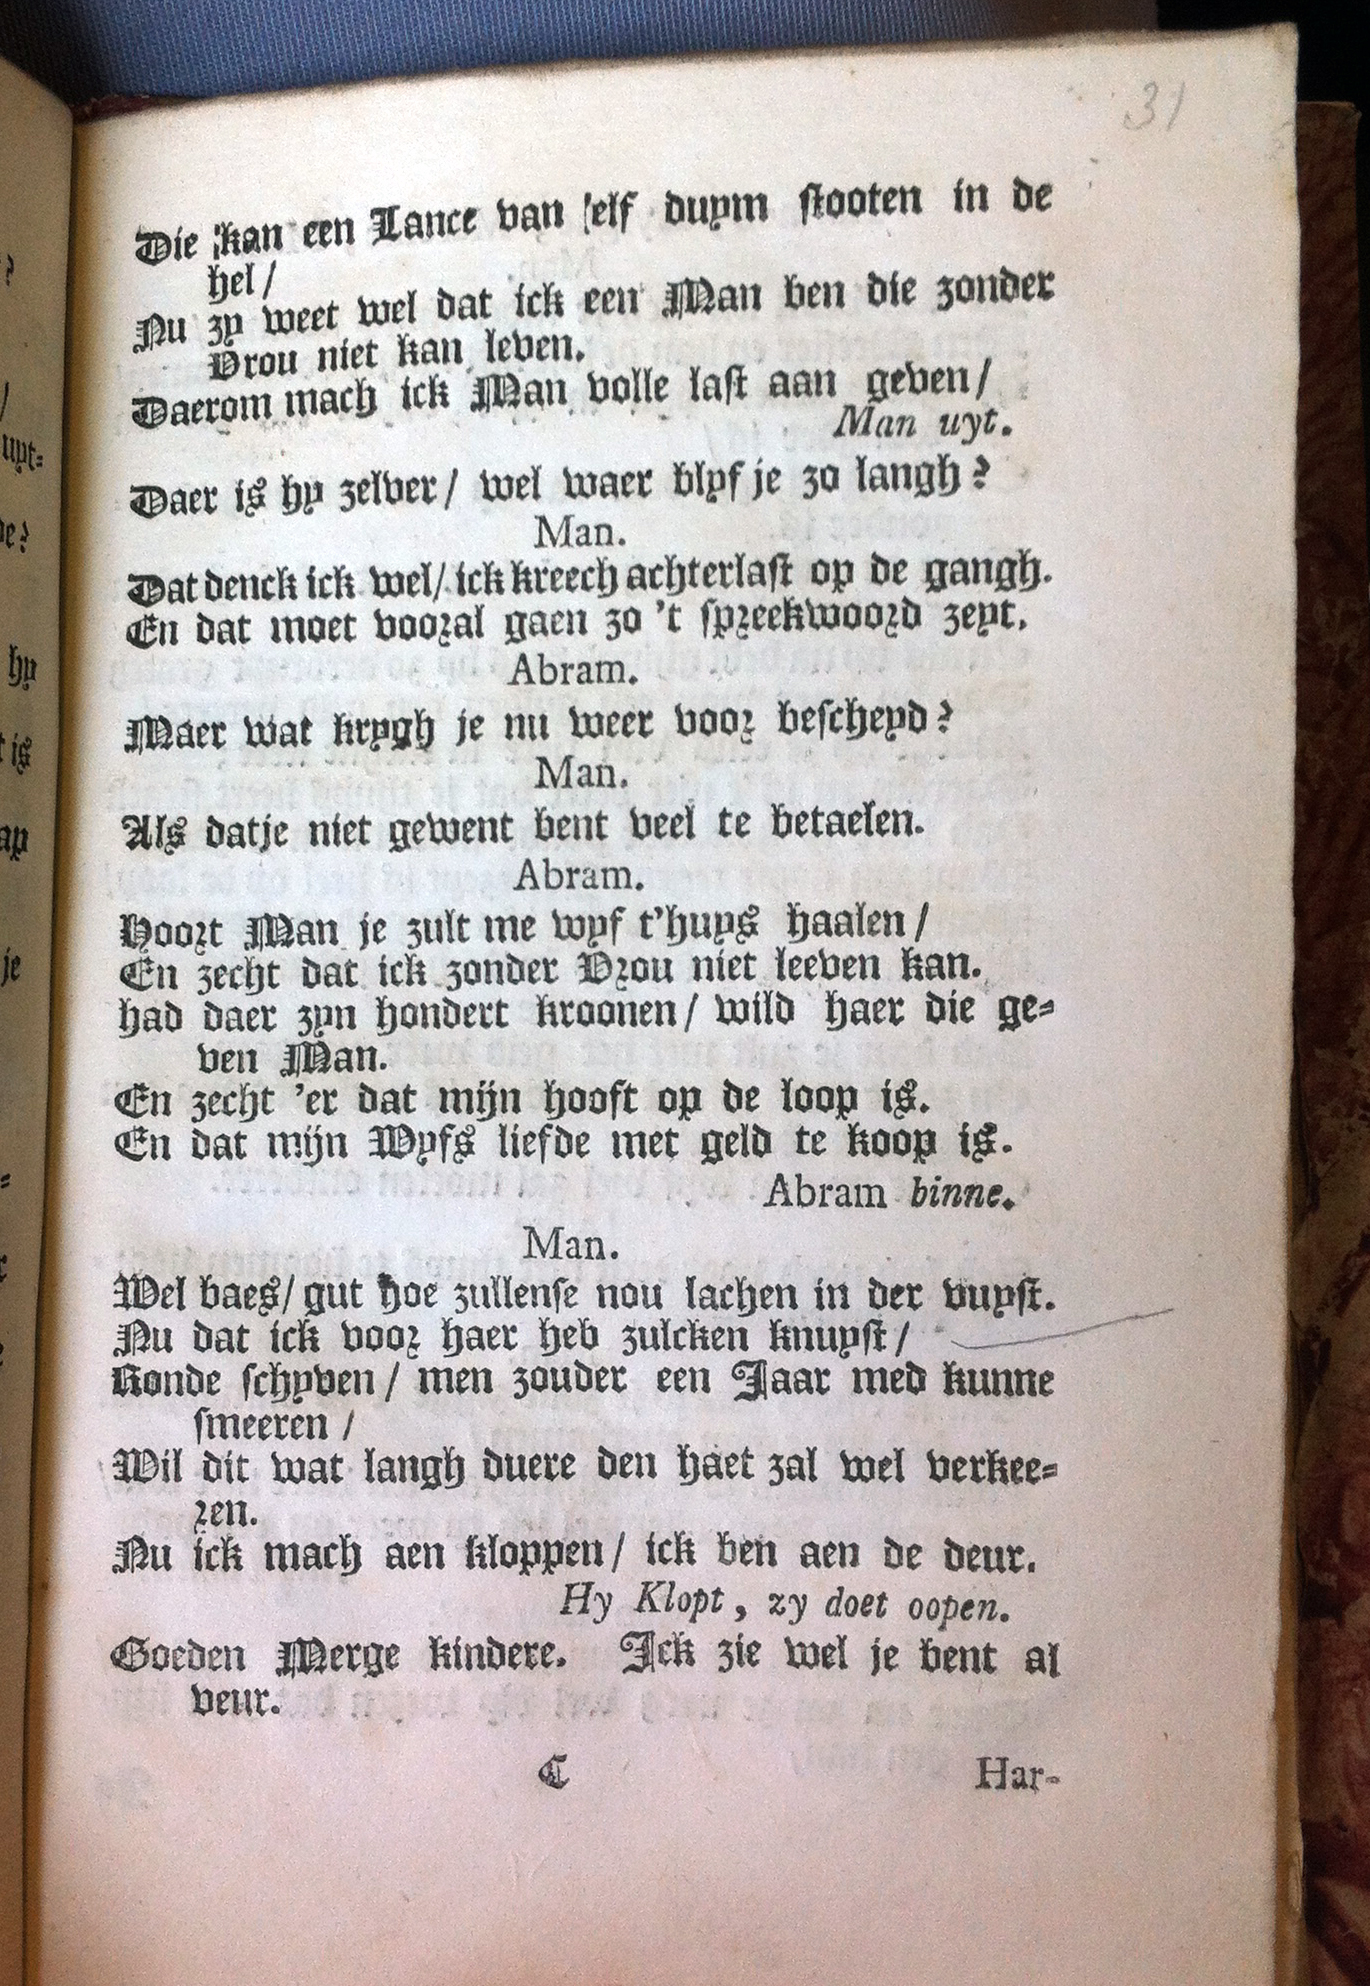 31
Die kan een Lance van self duym stooten in de
hel /
Nu zy weet wel dat ick een Man ben die zonder
Vrou niet kan leven.
Daerom mach ick Man volle last aan geven /
Man uyt.
Daer is hy zelver / wel waer blyf je zo langh?
Man.
Dat denck ick wel / ick kreech achterlast op de gangh.
En dat moet vooral gaen zo 't spreekwoord zeyt.
Abram.
Maer wat krygh je nu weer voor bescheyd?
Man.
Als datje niet gewent bent veel te betaelen.
Abram.
Hoort Man je zult me wyf t'huys haalen /
En zecht dat ick zonder Vrou niet leeven kan.
had daer zyn hondert kroonen / wild haer die ge-
ven Man.
En zecht 'er dat mijn hooft op de loop is.
En dat mijn Wyfs liefde met geld te koop is.
Abram binne.
Man.
Wel baes / gut hoe zullense nou lachen in der vuyst.
Nu dat ick voor haer heb zulcken knuyst /
Ronde schyven / men zouder een Jaar med kunne
smeeren /
Wil dit wat langh duere den haet zal wel verkee-
ren.
Nu ick mach aen kloppen / ick ben aen de deur.
Hy Klopt, zy doet oopen.
Goeden Merge kindere. Ick zie wel je bent al
veur.
C
Har-